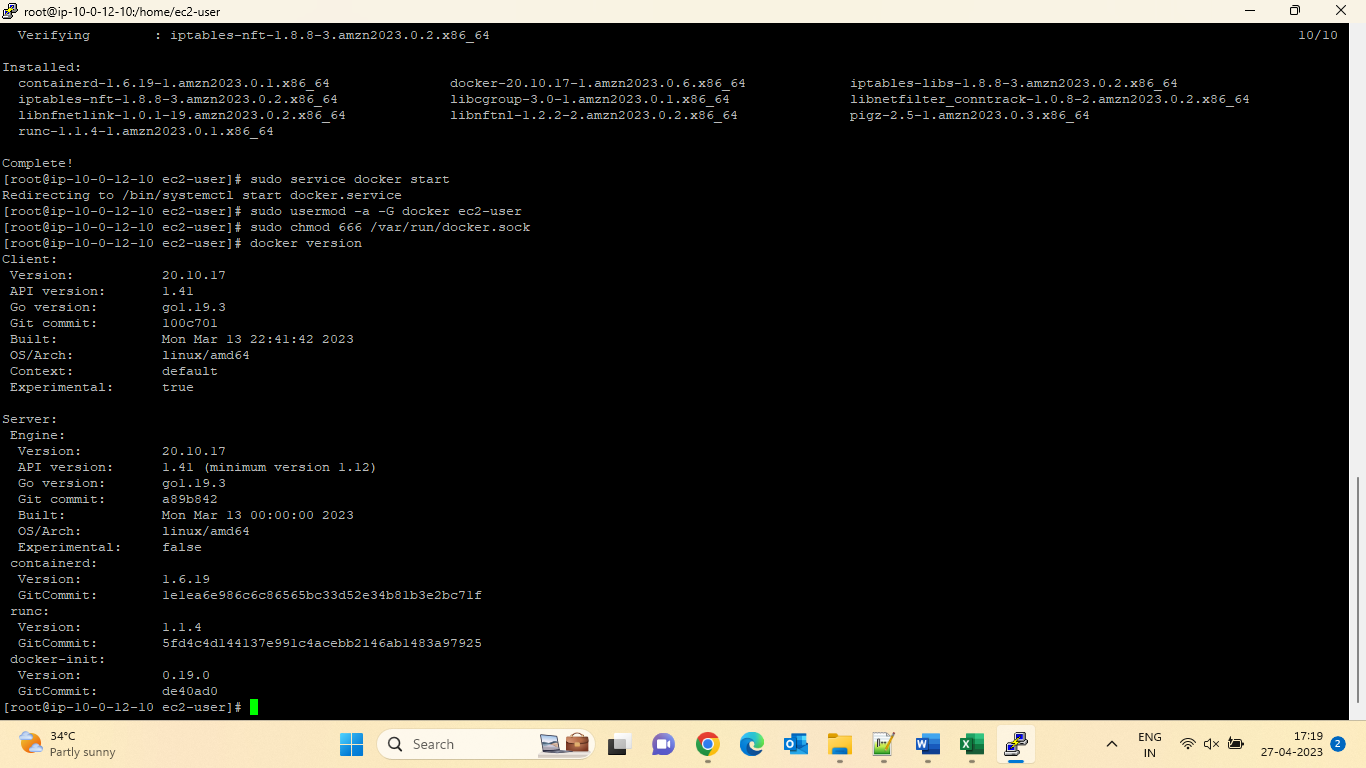 root@ip-10-0-12-10:/home/ec2-user
Verifying        : iptables-nft-1.8.8-3.amzn2023.0.2.x86_64                10/10
Installed:
containerd-1.6.19-1.amzn2023.0.1.x86_64 docker-20.10.17-1.amzn2023.0.6.x86_64 iptables-libs-1.8.8-3.amzn2023.0.2.x86_64
iptables-nft-1.8.8-3.amzn2023.0.2.x86_64 libcgroup-3.0-1.amzn2023.0.1.x86_64 libnetfilter_conntrack-1.0.8-2.amzn2023.0.2.x86_64
libnfnetlink-1.0.1-19.amzn2023.0.2.x86_64 libnftnl-1.2.2-2.amzn2023.0.2.x86_64 pigz-2.5-1.amzn2023.0.3.x86_64
runc-1.1.4-1.amzn2023.0.1.x86_64
Complete!
[root@ip-10-0-12-10 ec2-user]# sudo service docker start
Redirecting to /bin/systemctl start docker.service
[root@ip-10-0-12-10 ec2-user]# sudo usermod -a -G docker ec2-user
[root@ip-10-0-12-10 ec2-user]# sudo chmod 666 /var/run/docker.sock
[root@ip-10-0-12-10 ec2-user]# docker version
Client:
Version:           20.10.17
API version:       1.41
Go version:        go1.19.3
Git commit:        100c701
Built:             Mon Mar 13 22:41:42 2023
OS/Arch:           linux/amd64
Context:           default
Experimental:      true
Server:
Engine:
Version:          20.10.17
API version:      1.41 (minimum version 1.12)
Go version:       go1.19.3
Git commit:       a89b842
Built:            Mon Mar 13 00:00:00 2023
OS/Arch:          linux/amd64
Experimental:     false
containerd:
Version:          1.6.19
GitCommit:        1e1ea6e986c6c86565bc33d52e34b81b3e2bc71f
runc:
Version:          1.1.4
GitCommit:        5fd4c4d144137e991c4acebb2146ab1483a97925
docker-init:
Version:          0.19.0
GitCommit:        de40ad0
[root@ip-10-0-12-10 ec2-user]#
34°C
Partly sunny
Search
ENG
IN
17:19
27-04-2023
2